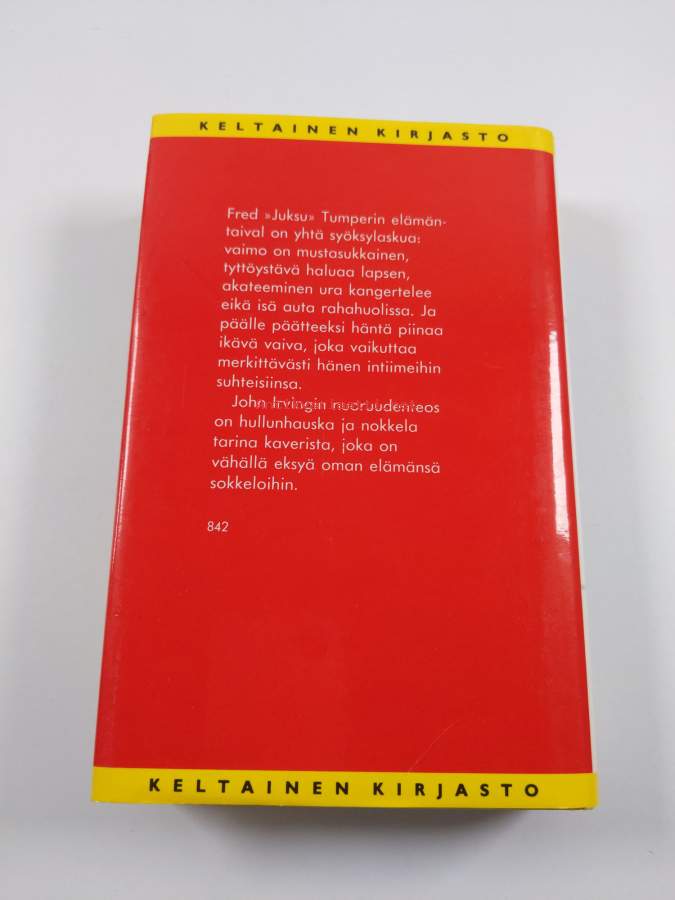 KELTAINEN KIRJASTO
Fred »Juksu» Tumperin elämän-
taival on yhtä syöksylaskua:
vaimo on mustasukkainen,
tyttöystävä haluaa lapsen,
akateeminen ura kangertelee
eikä isä auta rahahuolissa. Ja
päälle päätteeksi häntä piinaa
ikävä vaiva, joka vaikuttaa
merkittävästi hänen intiimeihin
suhteisiinsa.
John Irvingin nuoruudenteos
on hullunhauska ja nokkela
tarina kaverista, joka on
vähällä eksyä oman elämänsä
sokkeloihin.
842
KELTAINEN KIRJASTO